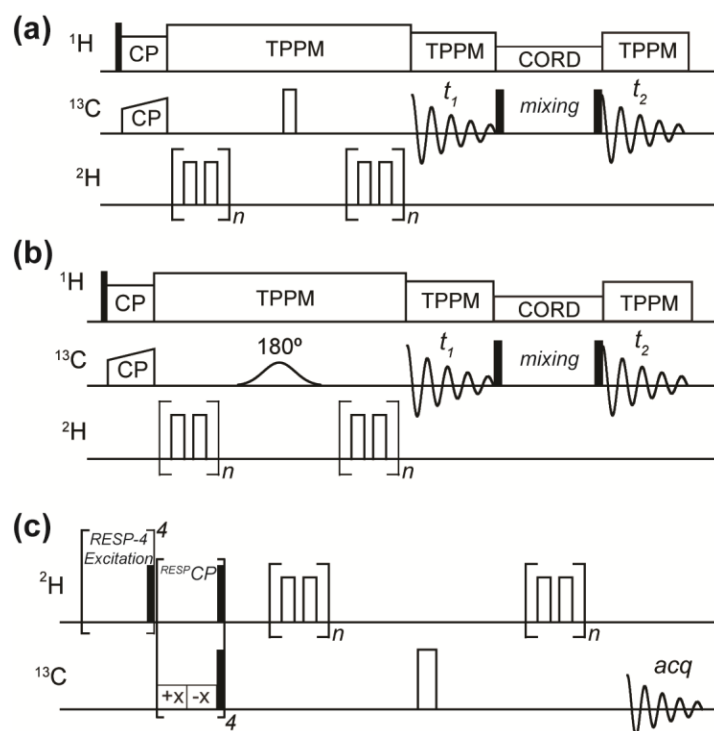 (a)
¹H CP TPPM TPPM CORD TPPM
¹³C CP t₁ mixing t₂
²H n n
(b)
¹H CP TPPM TPPM CORD TPPM
180º
¹³C CP t₁ mixing t₂
²H n n
(c)
RESP-4 4
Excitation ᴿᴱˢᴾCP
²H n n
¹³C +x -x 4 acq